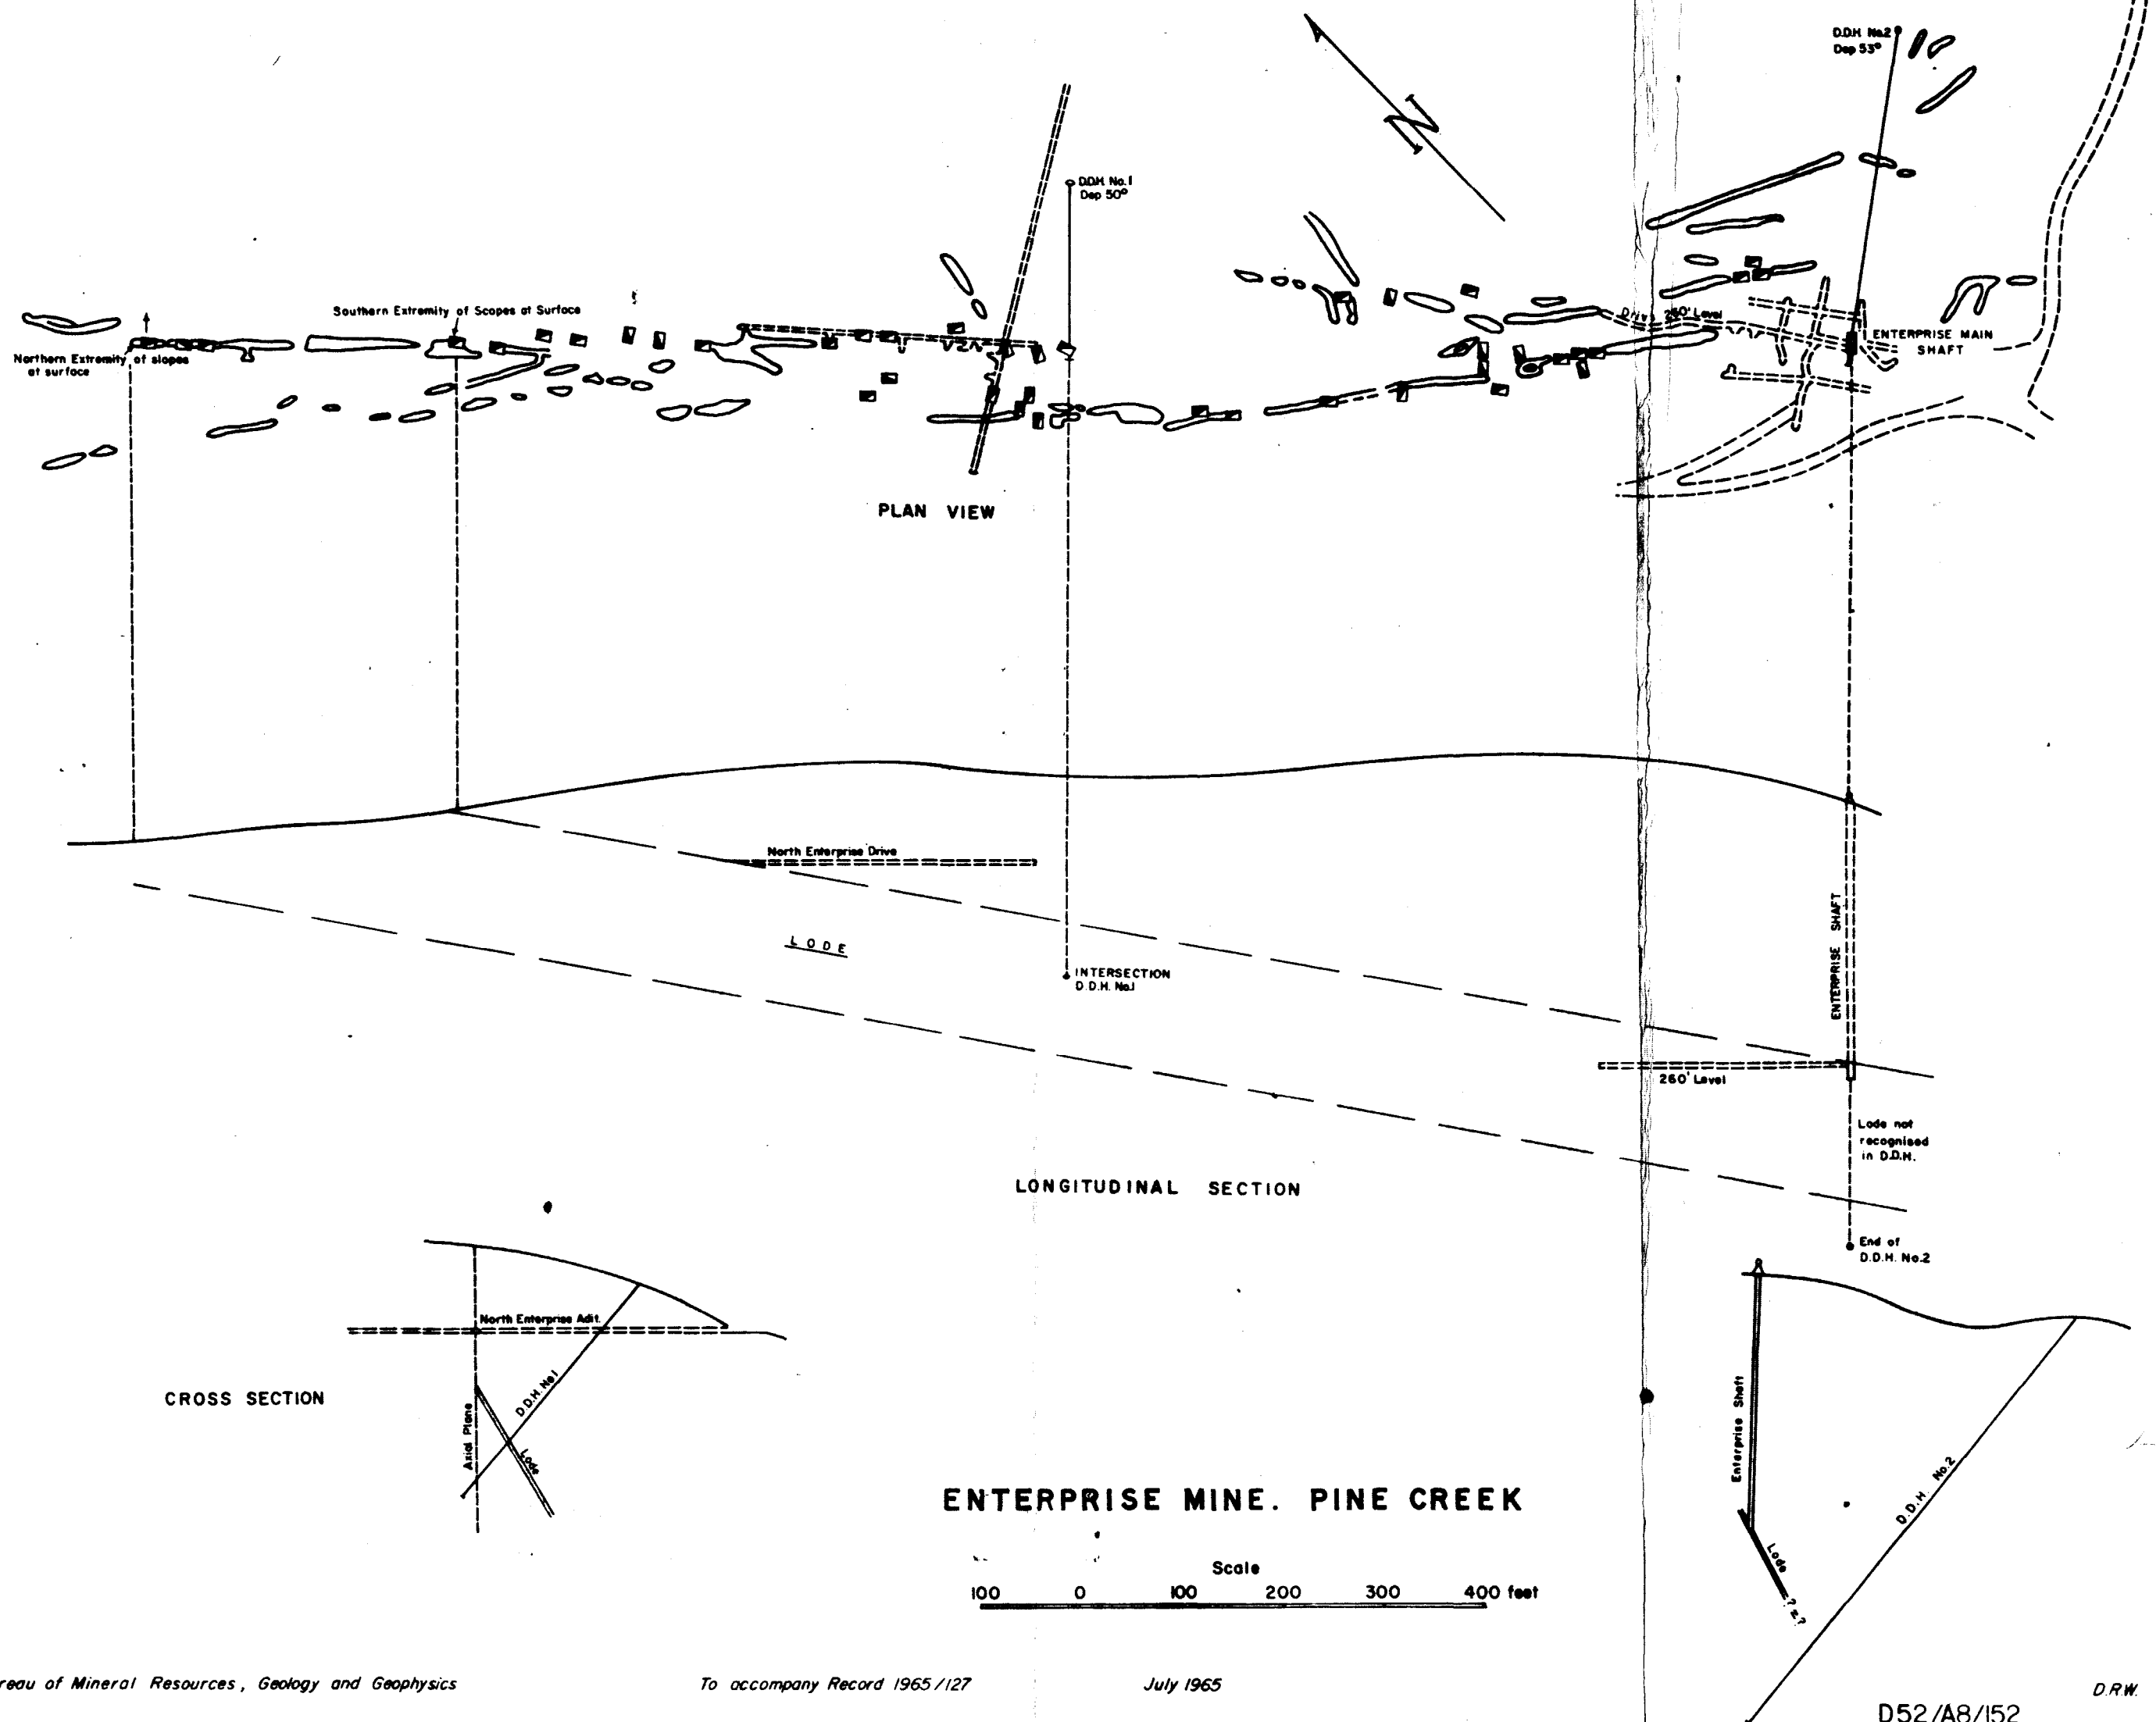 D.D.H. No.2
Dep 53°
N
D.D.H. No.1
Dep 50°
Southern Extremity of Scopes at Surface
Northern Extremity of slopes
at surface
Drive 260' Level
ENTERPRISE MAIN
SHAFT
PLAN VIEW
North Enterprise Drive
LODE
INTERSECTION
D.D.H. No.1
ENTERPRISE SHAFT
260' Level
Lode not
recognised
in D.D.H.
LONGITUDINAL SECTION
End of
D.D.H. No.2
North Enterprise Adit.
D.D.H. No1
Axial Plane
Lode
CROSS SECTION
Enterprise Shaft
D.D.H. No.2
Lode
? ?
ENTERPRISE MINE. PINE CREEK
Scale
100 0 100 200 300 400 feet
reau of Mineral Resources, Geology and Geophysics
To accompany Record 1965/127
July 1965
D.R.W.
D52/A8/152